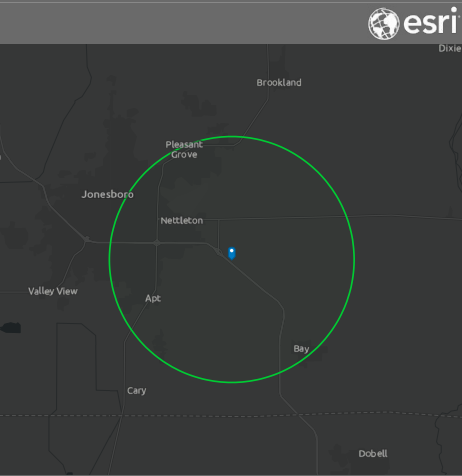 esri
Dixie
Brookland
Pleasant
Grove
Jonesboro
Nettleton
Valley View
Apt
Bay
Cary
Dobell